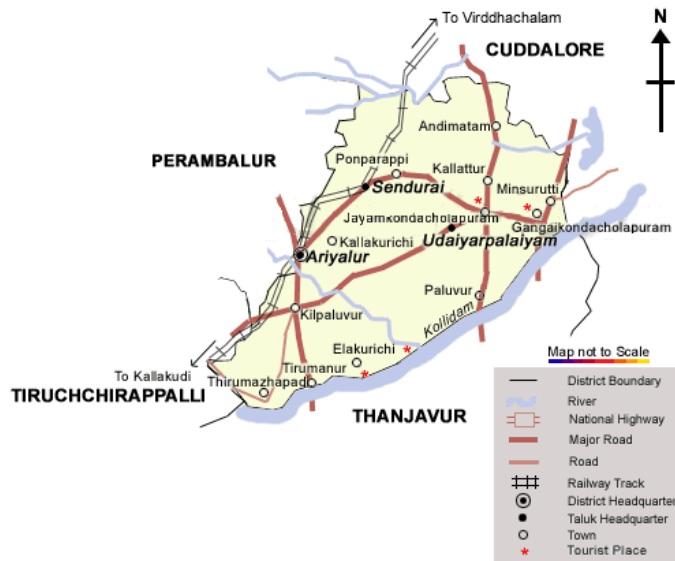 To Virddhachalam
N
CUDDALORE
Andimatam
PERAMBALUR
Ponparappi
Kallattur
Minsurutti
Sendurai
Jayamkondacholapuram
Gangaikondacholapuram
Kallakurichi
Udaiyarpalaiyam
Ariyalur
Paluvur
Kollidam
Kilpaluvur
Elakurichi
Map not to Scale
To Kallakudi
Tirumanur
Thirumazhapadi
TIRUCHCHIRAPPALLI
THANJAVUR
District Boundary
River
National Highway
Major Road
Road
Railway Track
District Headquarter
Taluk Headquarter
Town
Tourist Place